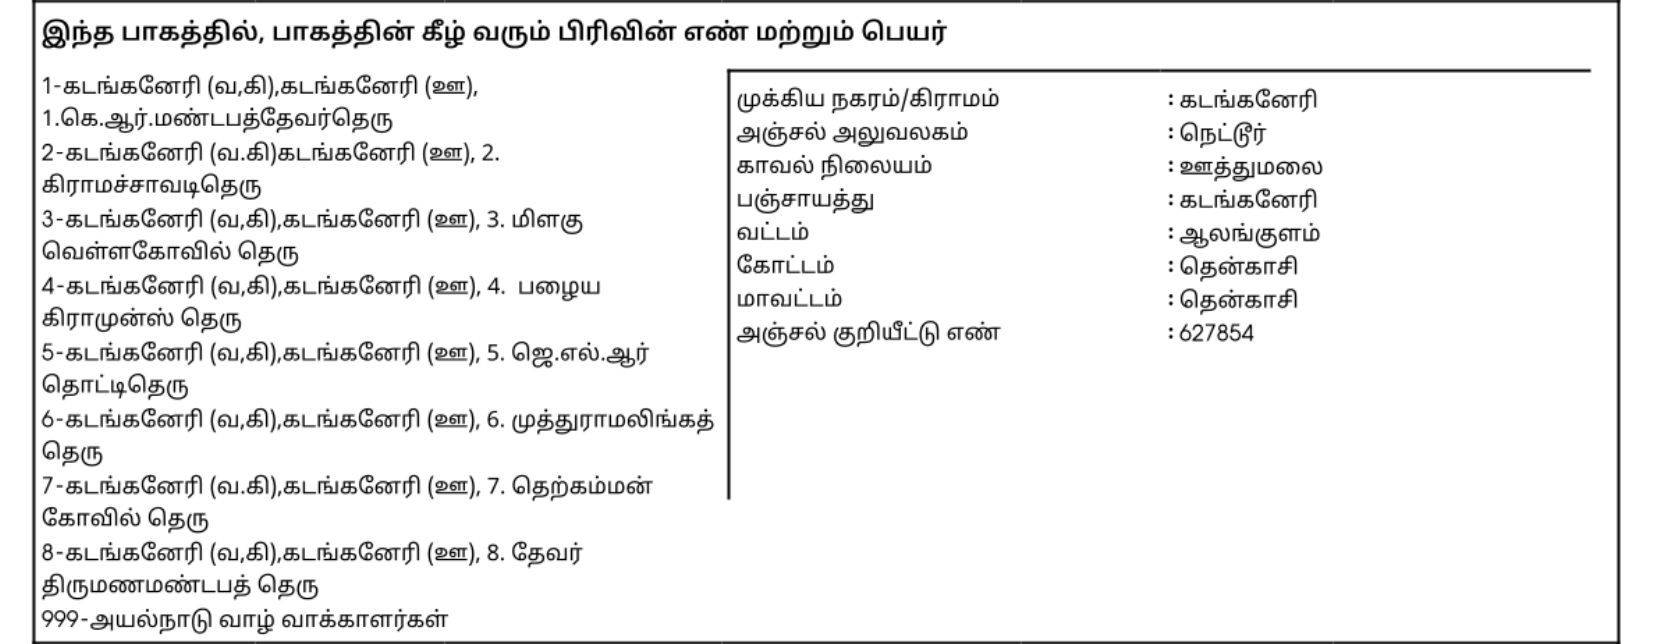 இந்த பாகத்தில், பாகத்தின் கீழ் வரும் பிரிவின் எண் மற்றும் பெயர்
1-கடங்கனேரி (வ,கி),கடங்கனேரி (ஊ),
1.கெ.ஆர்.மண்டபத்தேவர்தெரு
2-கடங்கனேரி (வ.கி)கடங்கனேரி (ஊ), 2.
கிராமச்சாவடிதெரு
3-கடங்கனேரி (வ,கி),கடங்கனேரி (ஊ), 3. மிளகு
வெள்ளகோவில் தெரு
4-கடங்கனேரி (வ,கி),கடங்கனேரி (ஊ), 4. பழைய
கிராமுன்ஸ் தெரு
5-கடங்கனேரி (வ,கி),கடங்கனேரி (ஊ), 5. ஜெ.எல்.ஆர்
தொட்டிதெரு
6-கடங்கனேரி (வ,கி),கடங்கனேரி (ஊ), 6. முத்துராமலிங்கத்
தெரு
7-கடங்கனேரி (வ.கி),கடங்கனேரி (ஊ), 7. தெற்கம்மன்
கோவில் தெரு
8-கடங்கனேரி (வ,கி),கடங்கனேரி (ஊ), 8. தேவர்
திருமணமண்டபத் தெரு
999-அயல்நாடு வாழ் வாக்காளர்கள்
முக்கிய நகரம்/கிராமம் : கடங்கனேரி
அஞ்சல் அலுவலகம் : நெட்டூர்
காவல் நிலையம் : ஊத்துமலை
பஞ்சாயத்து : கடங்கனேரி
வட்டம் : ஆலங்குளம்
கோட்டம் : தென்காசி
மாவட்டம் : தென்காசி
அஞ்சல் குறியீட்டு எண் : 627854